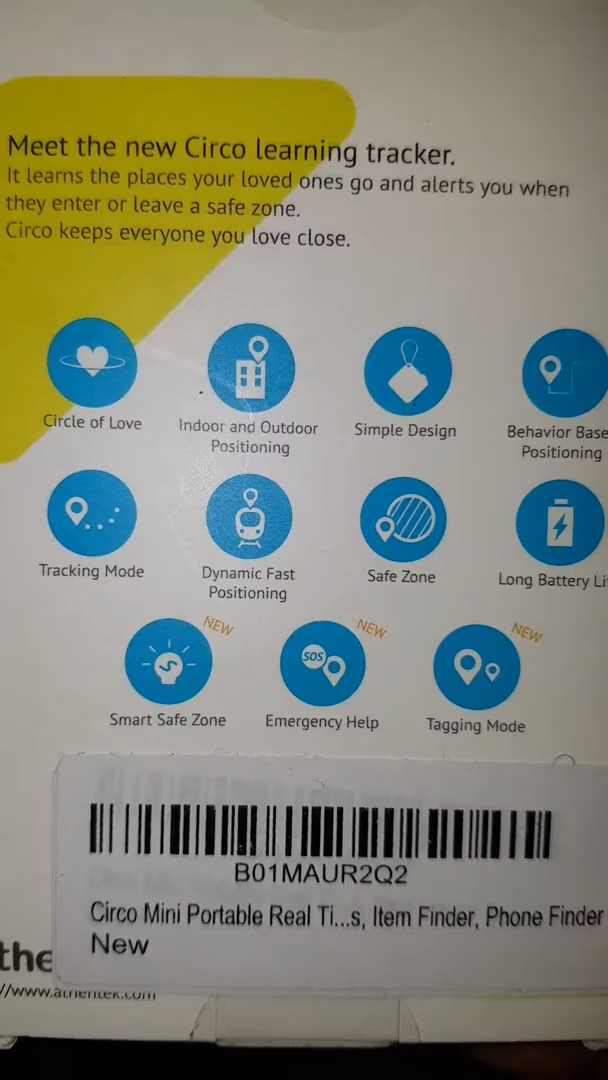 Meet the new Circo learning tracker.
It learns the places your loved ones go and alerts you when
they enter or leave a safe zone.
Circo keeps everyone you love close.
Circle of Love
Indoor and Outdoor
Positioning
Simple Design
Behavior Base
Positioning
Tracking Mode
Dynamic Fast
Positioning
Safe Zone
Long Battery Li
NEW
SOS
NEW
NEW
Smart Safe Zone
Emergency Help
Tagging Mode
B01MAUR2Q2
Circo Mini Portable Real Ti...s, Item Finder, Phone Finder
New
the
//www.athentek.com